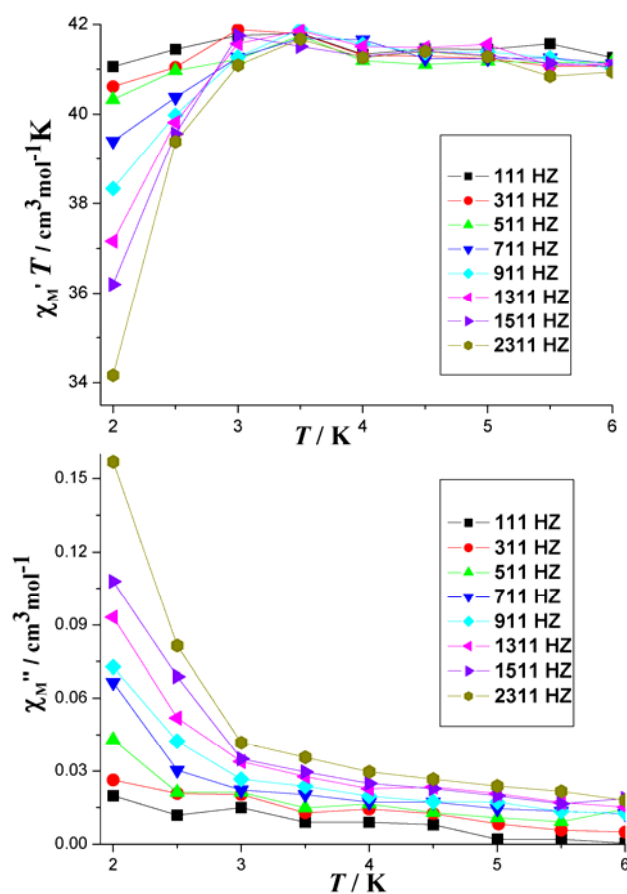 42
40
38
36
34
χM' T / cm³mol⁻¹K
111 HZ
311 HZ
511 HZ
711 HZ
911 HZ
1311 HZ
1511 HZ
2311 HZ
2 3 4 5 6
T / K
0.15
0.12
0.09
0.06
0.03
0.00
χM'' / cm³mol⁻¹
111 HZ
311 HZ
511 HZ
711 HZ
911 HZ
1311 HZ
1511 HZ
2311 HZ
2 3 4 5 6
T / K